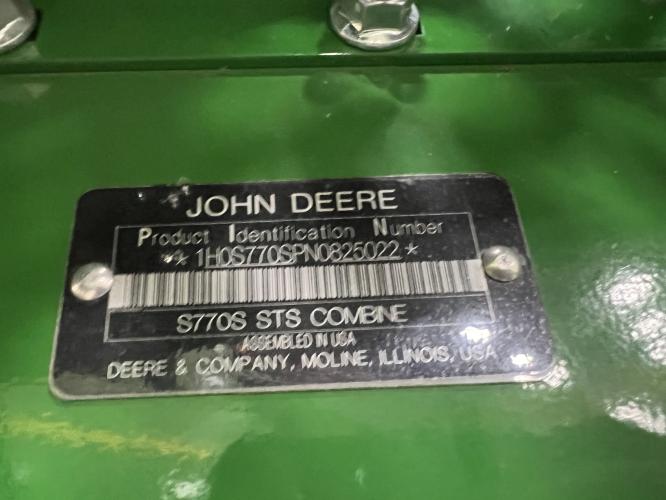 JOHN DEERE
Product Identification Number
* 1H0S770SPN0825022 *
S770S STS COMBINE
ASSEMBLED IN USA
DEERE & COMPANY, MOLINE, ILLINOIS, USA